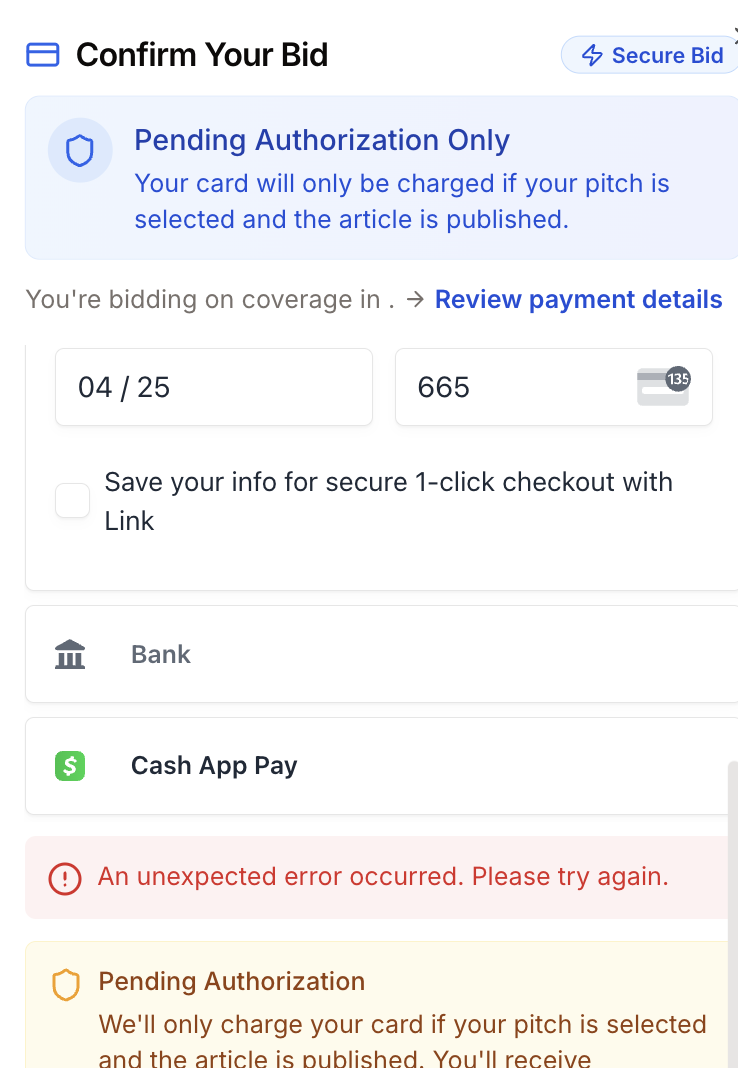 Confirm Your Bid
Secure Bid
Pending Authorization Only
Your card will only be charged if your pitch is
selected and the article is published.
You're bidding on coverage in . → Review payment details
04 / 25
665
135
Save your info for secure 1-click checkout with
Link
Bank
$
Cash App Pay
An unexpected error occurred. Please try again.
Pending Authorization
We'll only charge your card if your pitch is selected
and the article is published. You'll receive